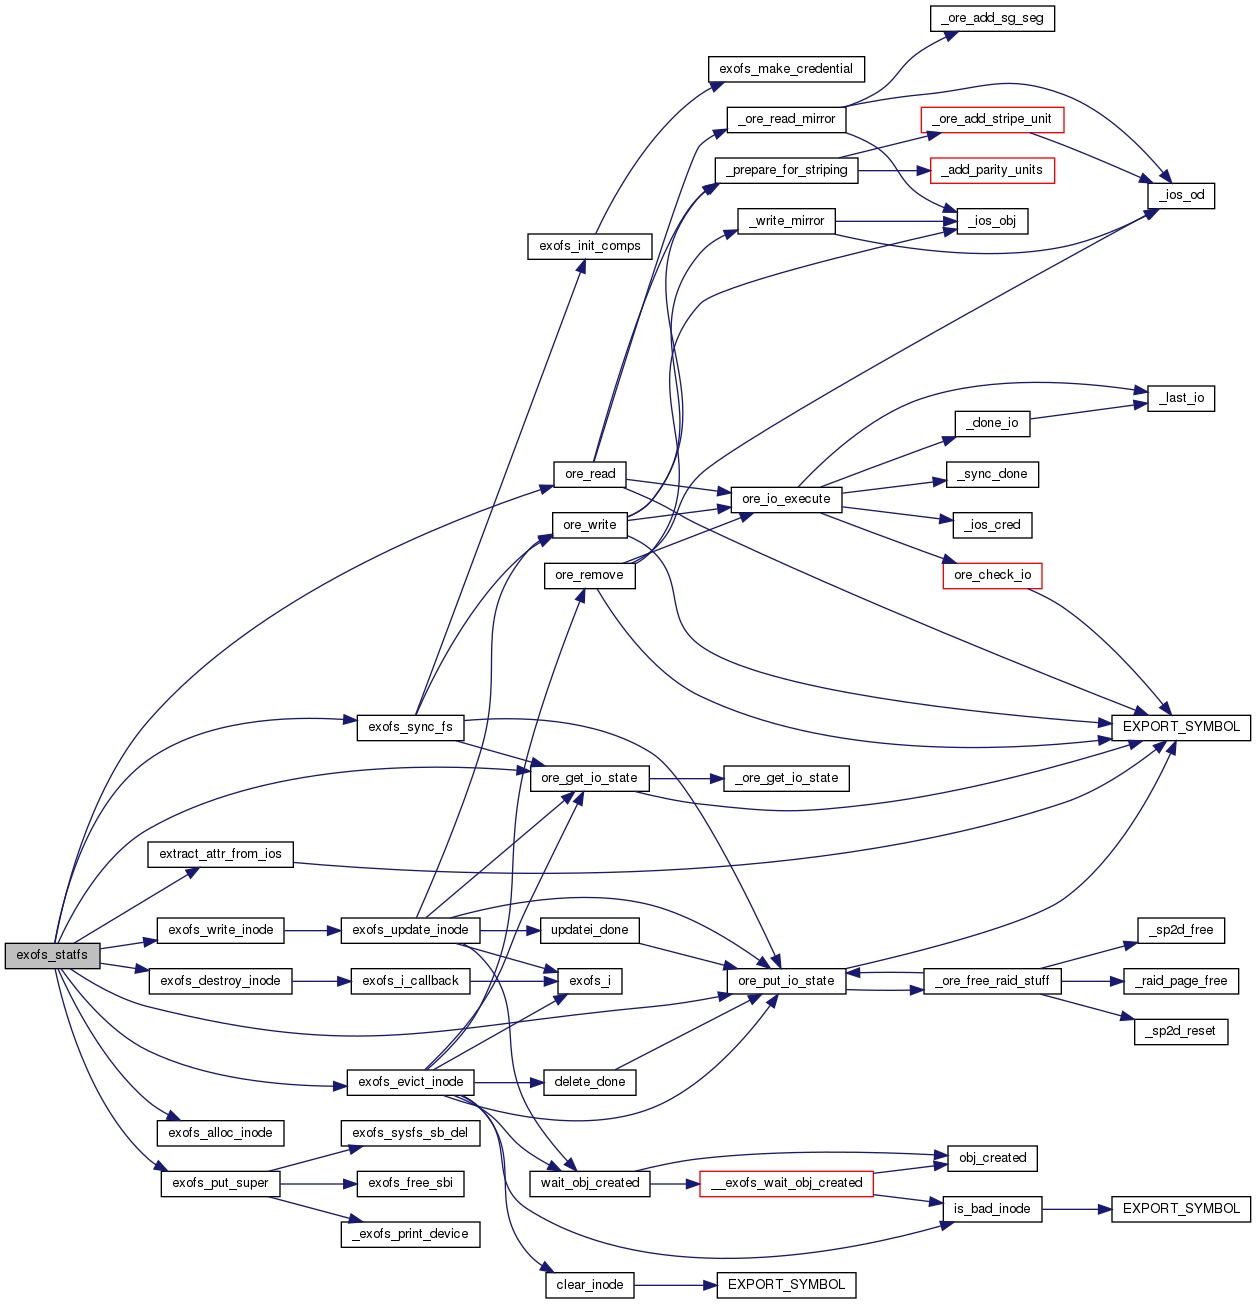 _ore_add_sg_seg
exofs_make_credential
_ore_read_mirror
_ore_add_stripe_unit
_prepare_for_striping
_add_parity_units
_ios_od
_write_mirror
_ios_obj
exofs_init_comps
_last_io
_done_io
ore_read
_sync_done
ore_io_execute
ore_write
_ios_cred
ore_remove
ore_check_io
exofs_sync_fs
EXPORT_SYMBOL
ore_get_io_state
_ore_get_io_state
extract_attr_from_ios
exofs_write_inode
exofs_update_inode
updatei_done
_sp2d_free
exofs_statfs
exofs_destroy_inode
exofs_i_callback
exofs_i
ore_put_io_state
_ore_free_raid_stuff
_raid_page_free
_sp2d_reset
exofs_evict_inode
delete_done
exofs_alloc_inode
exofs_sysfs_sb_del
obj_created
exofs_put_super
exofs_free_sbi
wait_obj_created
__exofs_wait_obj_created
is_bad_inode
EXPORT_SYMBOL
_exofs_print_device
clear_inode
EXPORT_SYMBOL